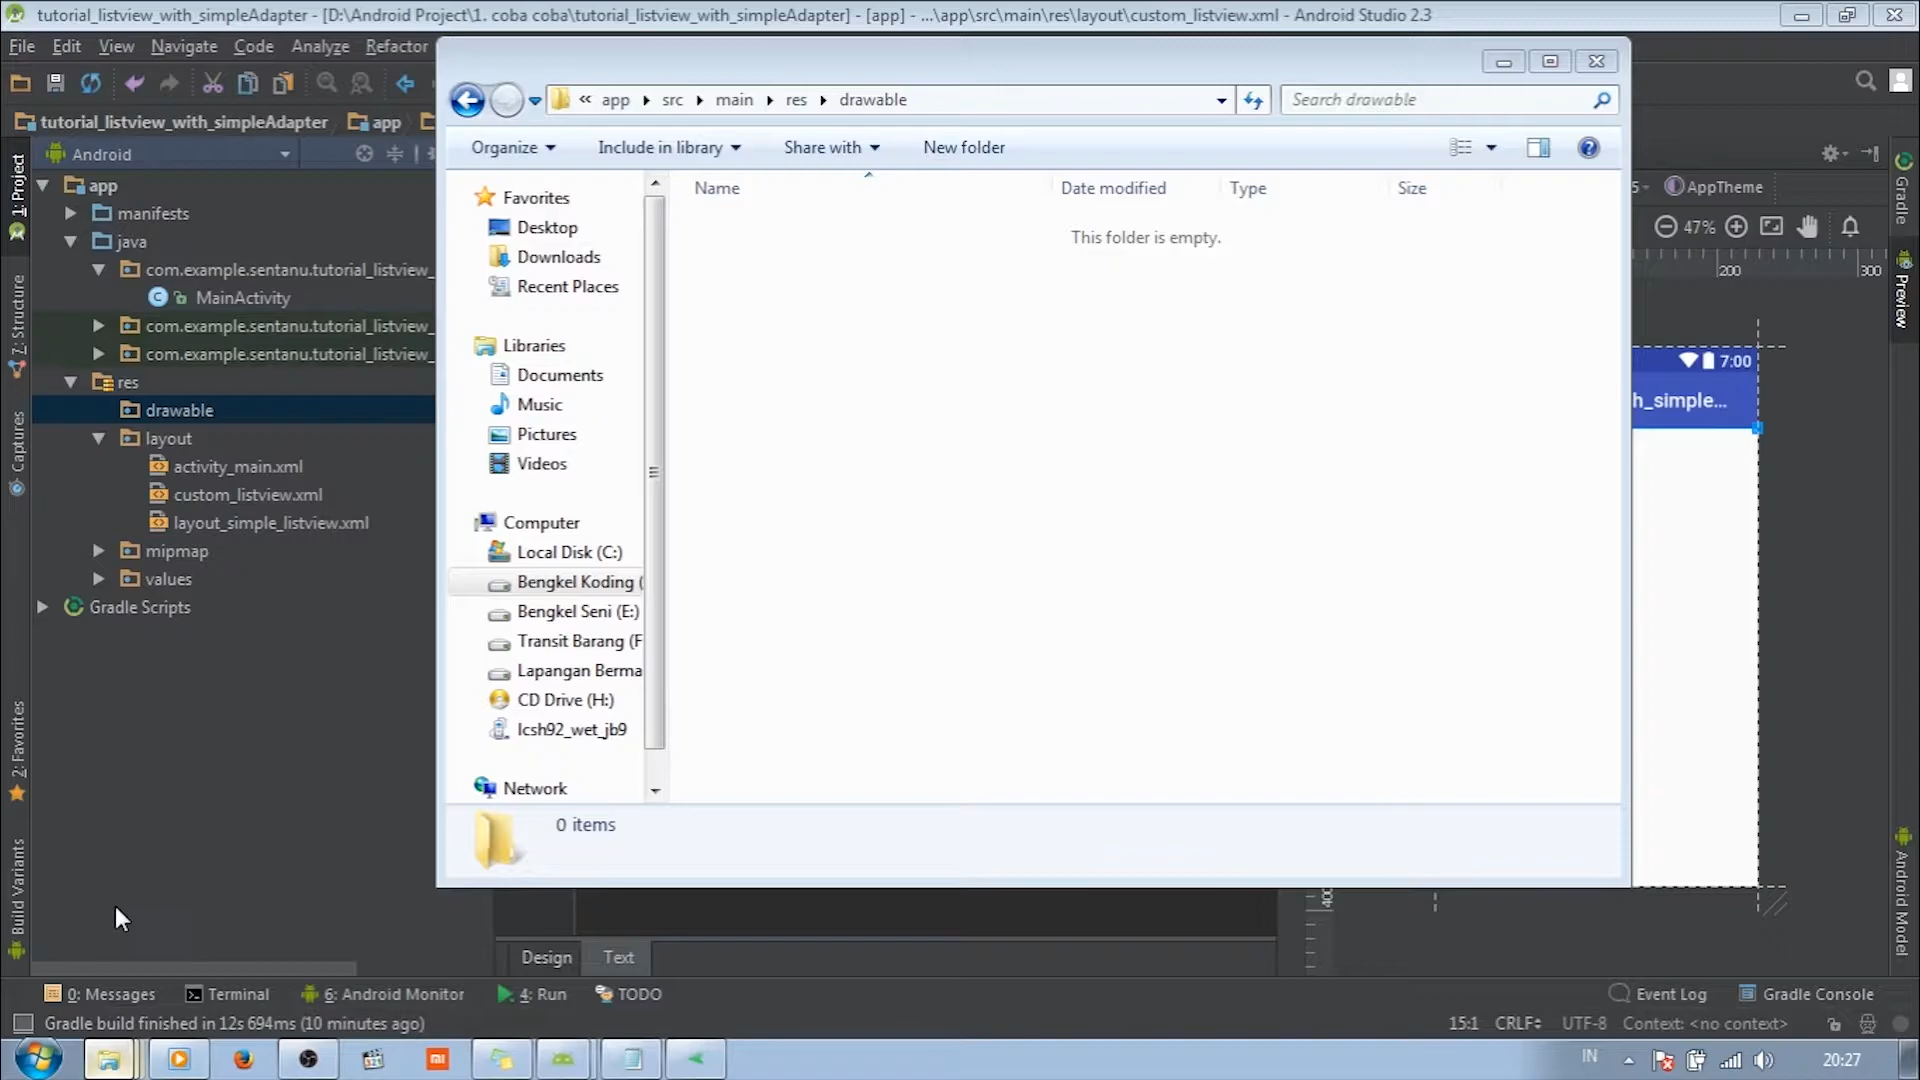 tutorial_listview_with_simpleAdapter - [D:\Android Project\1. coba coba\tutorial_listview_with_simpleAdapter] - [app] - ...\app\src\main\res\layout\custom_listview.xml - Android Studio 2.3
File Edit View Navigate Code Analyze Refactor
« app src main res drawable
Search drawable
tutorial_listview_with_simpleAdapter app
Organize Include in library Share with New folder
1: Project
7: Structure
Captures
2: Favorites
Build Variants
Android
app
manifests
java
com.example.sentanu.tutorial_listview_
MainActivity
com.example.sentanu.tutorial_listview_
com.example.sentanu.tutorial_listview_
res
drawable
layout
activity_main.xml
custom_listview.xml
layout_simple_listview.xml
mipmap
values
Gradle Scripts
Favorites
Desktop
Downloads
Recent Places
Libraries
Documents
Music
Pictures
Videos
Computer
Local Disk (C:)
Bengkel Koding (
Bengkel Seni (E:)
Transit Barang (F
Lapangan Berma
CD Drive (H:)
lcsh92_wet_jb9
Network
Name Date modified Type Size
This folder is empty.
0 items
5 AppTheme
47%
200 300
7:00
h_simple...
400
Gradle
Preview
Android Model
Design Text
0: Messages Terminal 6: Android Monitor 4: Run TODO Event Log Gradle Console
Gradle build finished in 12s 694ms (10 minutes ago) 15:1 CRLF UTF-8 Context: <no context>
321 mi IN 20:27